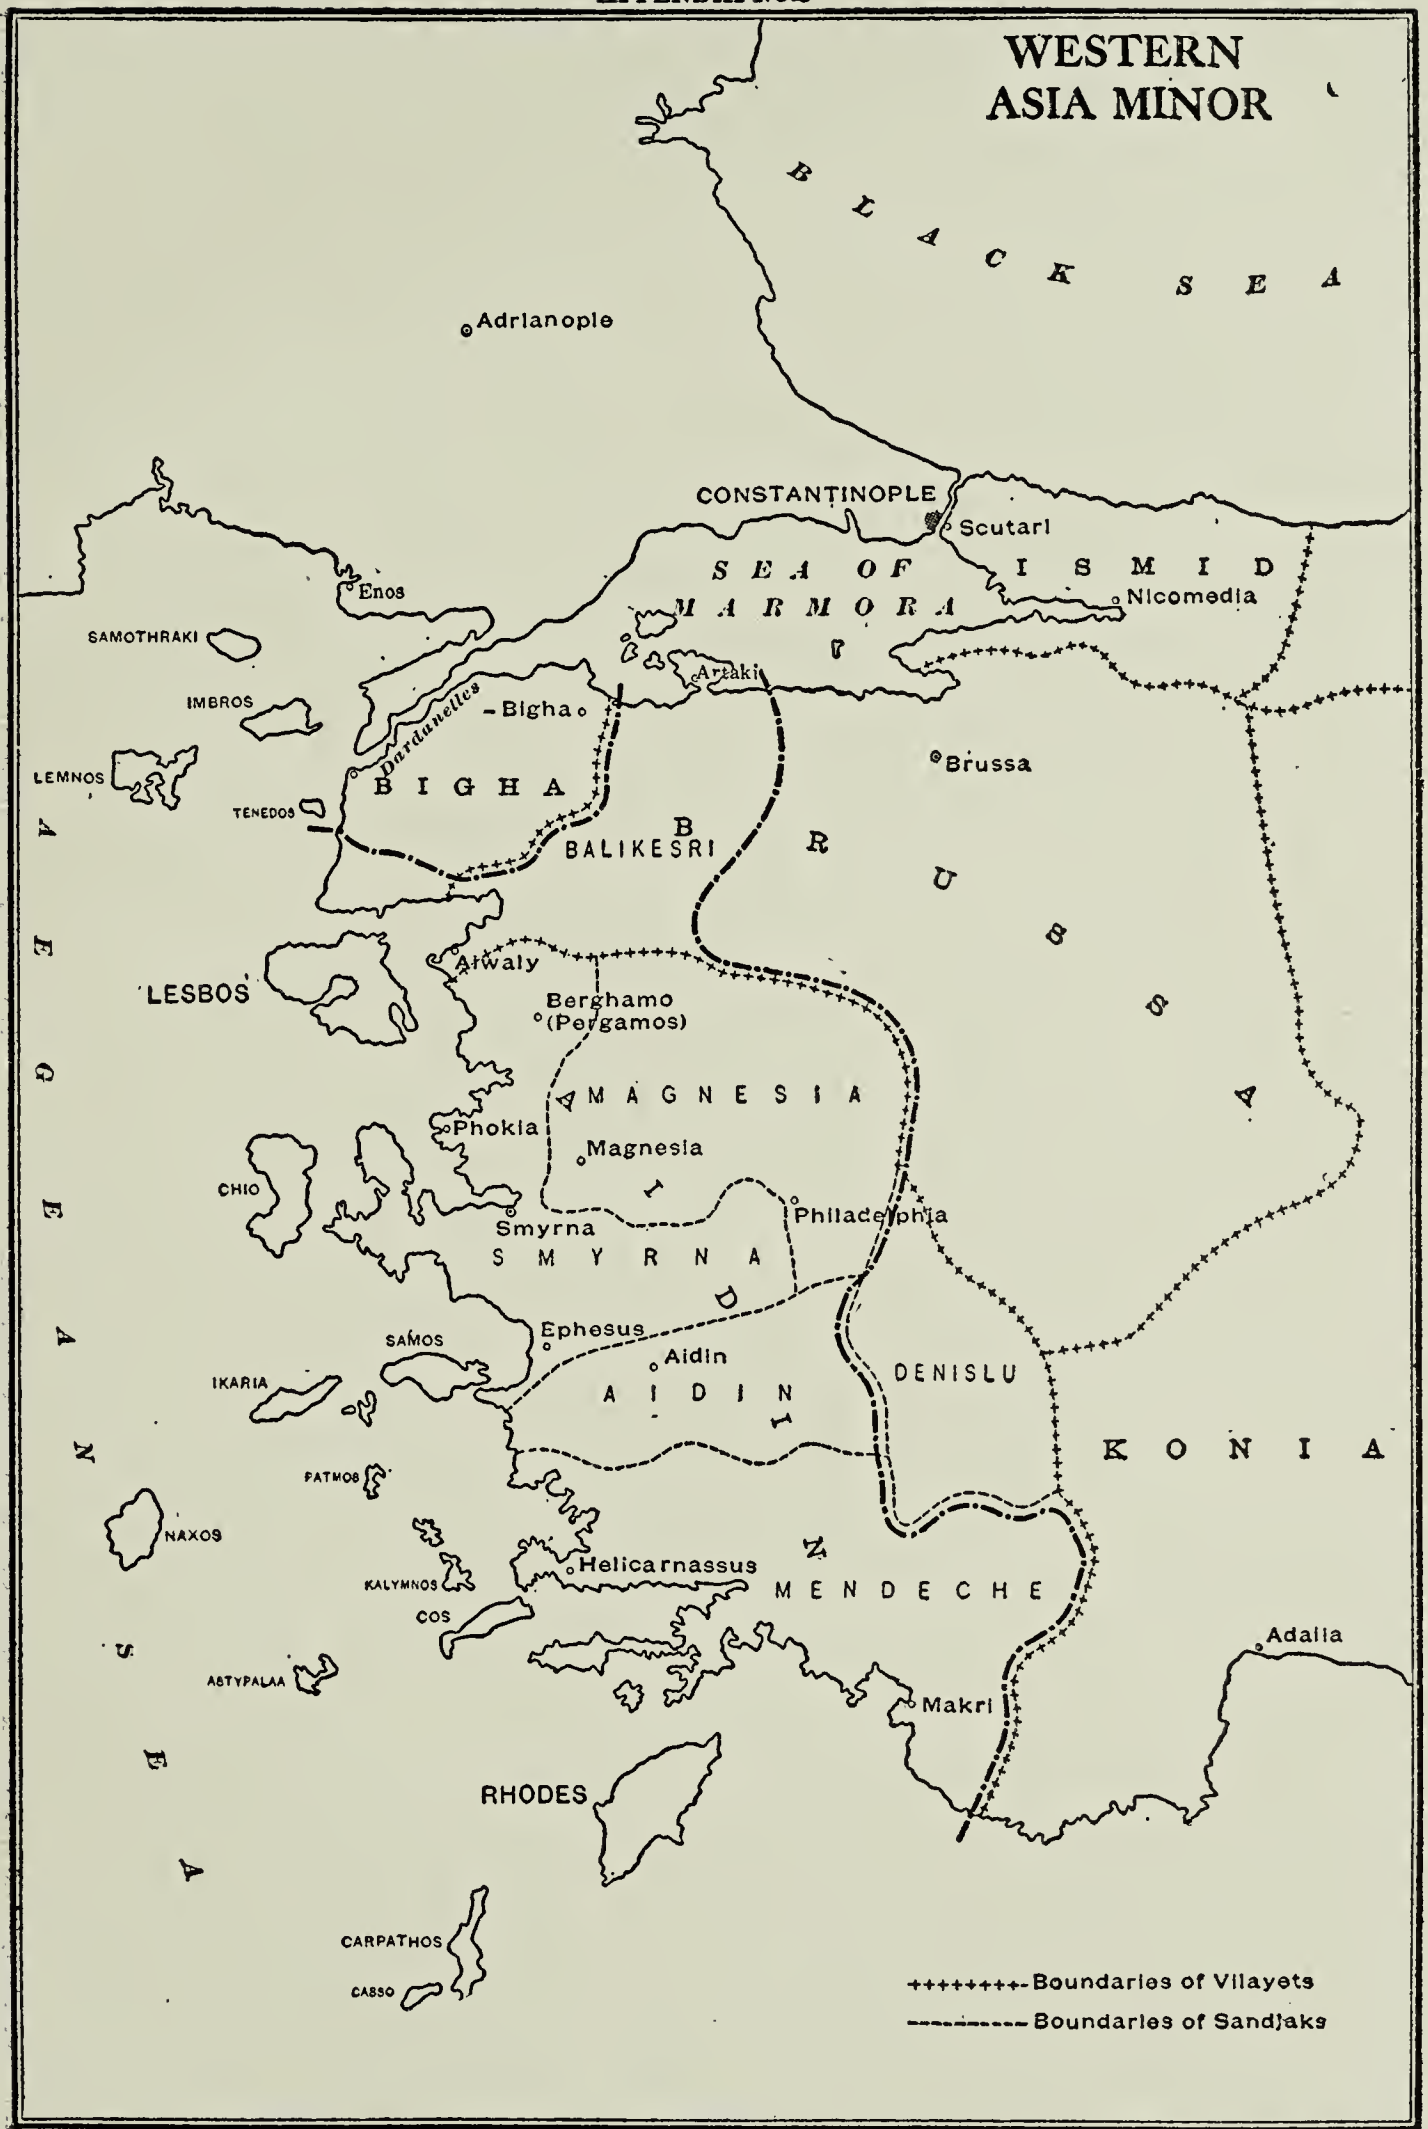 WESTERN
ASIA MINOR
BLACK SEA
Adrianople
CONSTANTINOPLE
Scutari
SEA OF
MARMORA
ISMID
Nicomedia
Enos
SAMOTHRAKI
IMBROS
LEMNOS
TENEDOS
Dardanelles
Artaki
Bigha
BIGHA
Brussa
BRUSSA
BALIKESRI
AEGEAN SEA
Aiwaly
LESBOS
Berghamo
(Pergamos)
MAGNESIA
AIDIN
Phokia
Magnesia
CHIO
Smyrna
Philadelphia
SMYRNA
Ephesus
SAMOS
IKARIA
Aidin
AIDIN
DENISLU
KONIA
PATMOS
NAXOS
Helicarnassus
KALYMNOS
MENDECHE
COS
Adalia
ASTYPALAA
Makri
RHODES
CARPATHOS
CASSO
Boundaries of Vilayets
Boundaries of Sandjaks